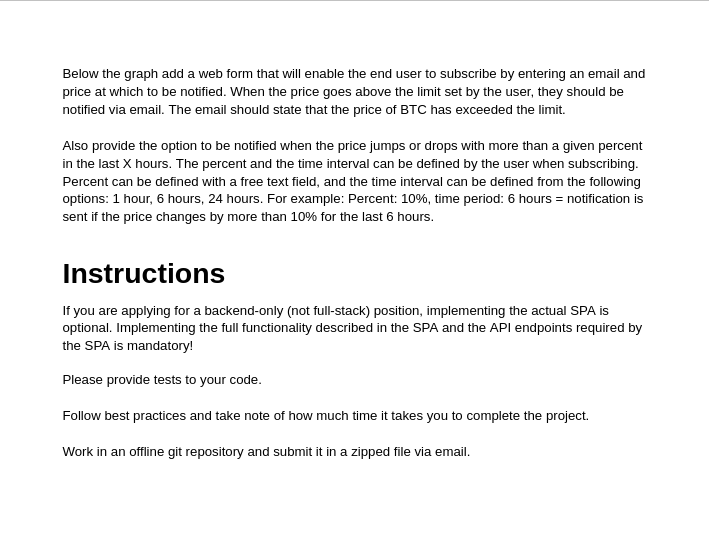 Below the graph add a web form that will enable the end user to subscribe by entering an email and
price at which to be notified. When the price goes above the limit set by the user, they should be
notified via email. The email should state that the price of BTC has exceeded the limit.
Also provide the option to be notified when the price jumps or drops with more than a given percent
in the last X hours. The percent and the time interval can be defined by the user when subscribing.
Percent can be defined with a free text field, and the time interval can be defined from the following
options: 1 hour, 6 hours, 24 hours. For example: Percent: 10%, time period: 6 hours = notification is
sent if the price changes by more than 10% for the last 6 hours.
Instructions
If you are applying for a backend-only (not full-stack) position, implementing the actual SPA is
optional. Implementing the full functionality described in the SPA and the API endpoints required by
the SPA is mandatory!
Please provide tests to your code.
Follow best practices and take note of how much time it takes you to complete the project.
Work in an offline git repository and submit it in a zipped file via email.